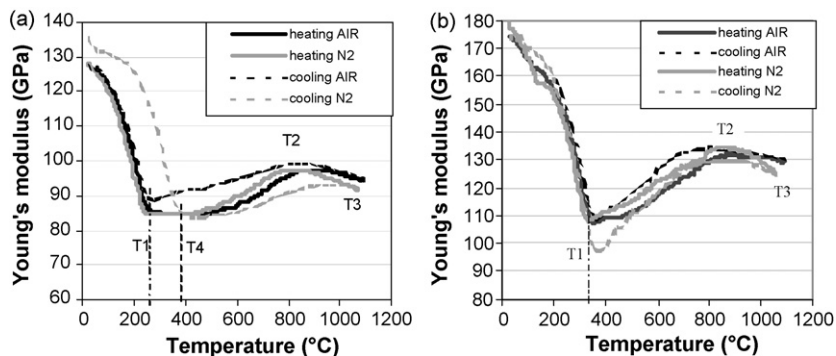 (a)
140
130
120
110
100
90
80
70
60
Young's modulus (GPa)
heating AIR
heating N2
cooling AIR
cooling N2
T2
T3
T1
T4
0 200 400 600 800 1000 1200
Temperature (°C)
(b)
180
170
160
150
140
130
120
110
100
90
80
Young's modulus (GPa)
heating AIR
cooling AIR
heating N2
cooling N2
T2
T3
T1
0 200 400 600 800 1000 1200
Temperature (°C)